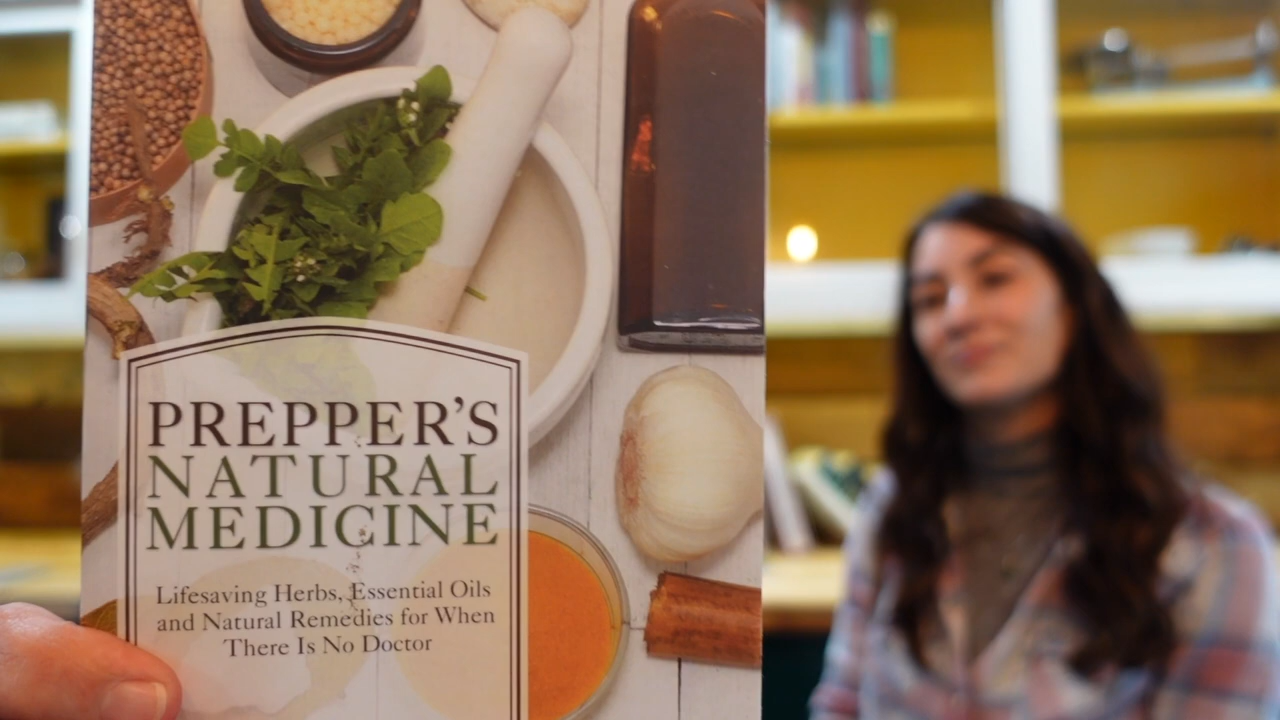 PREPPER'S
NATURAL
MEDICINE
Lifesaving Herbs, Essential Oils
and Natural Remedies for When
There Is No Doctor